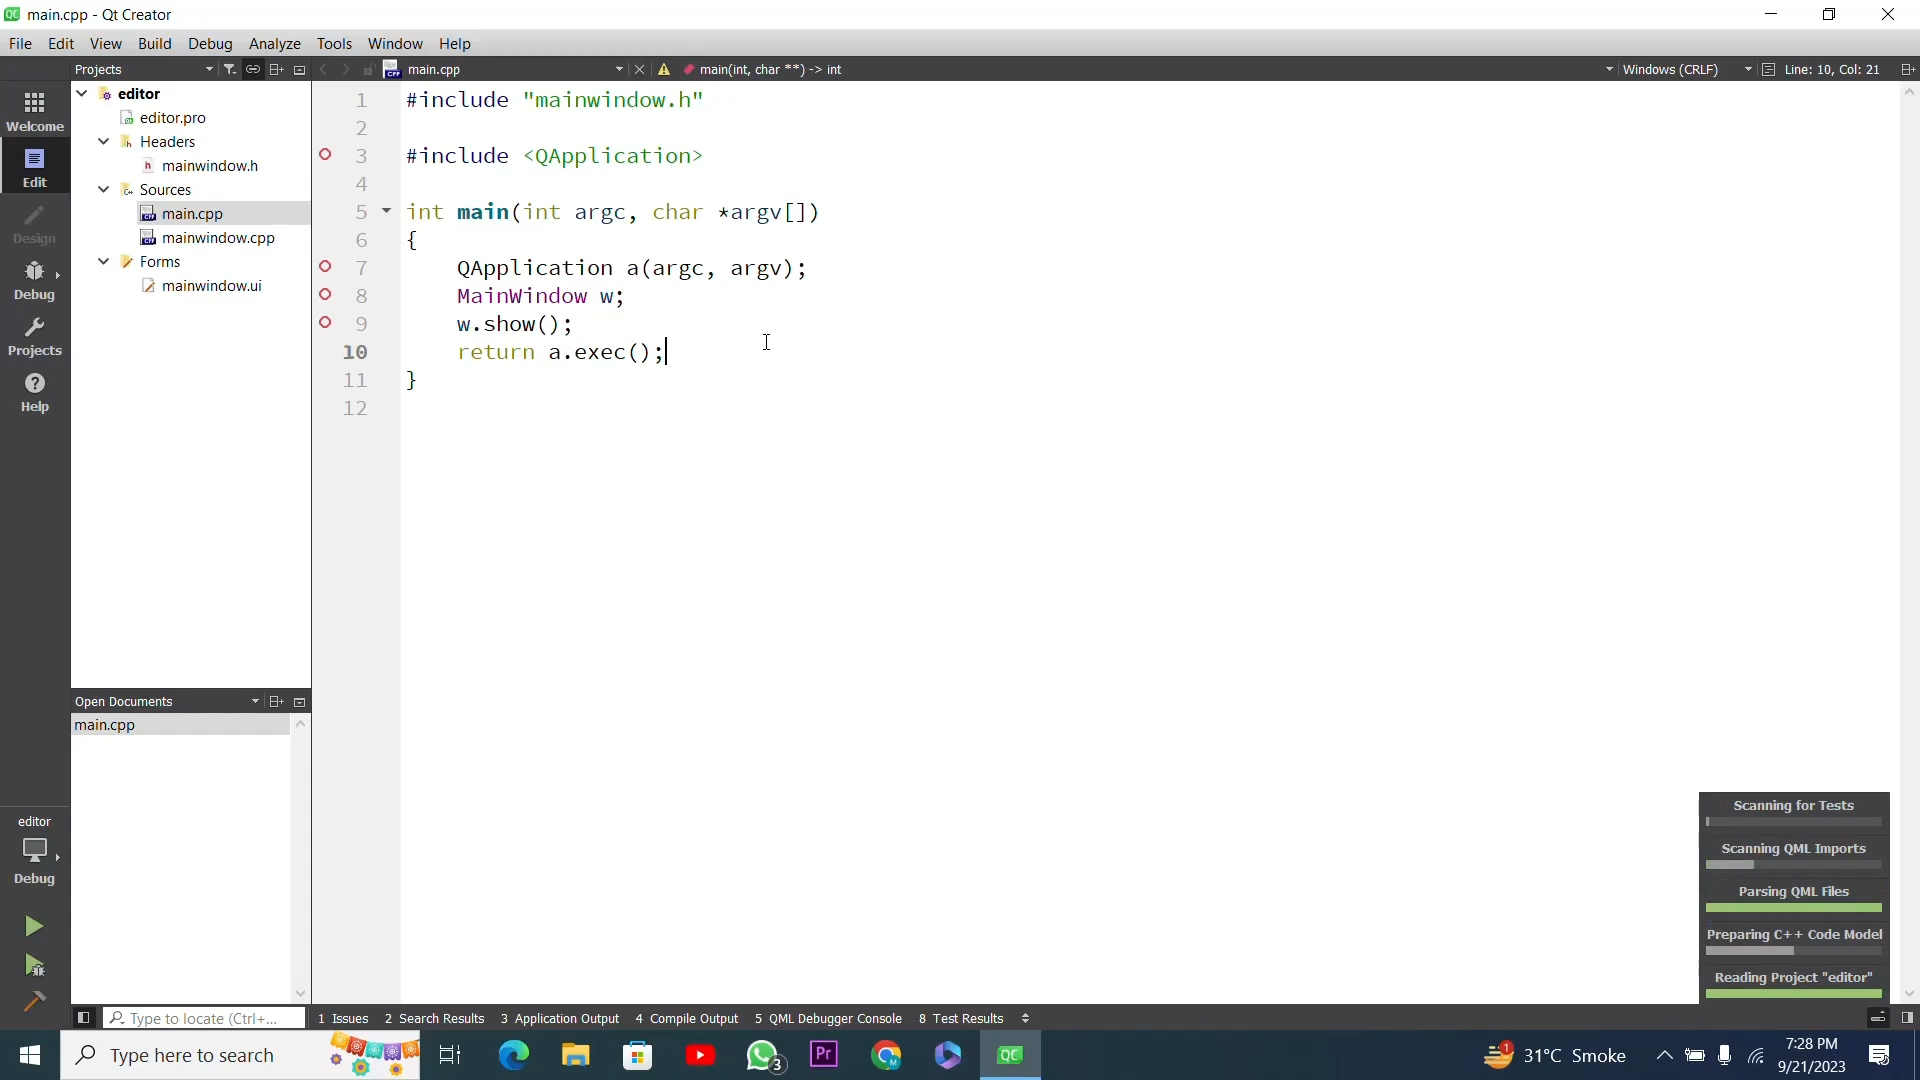 main.cpp - Qt Creator
File Edit View Build Debug Analyze Tools Window Help
Projects main.cpp main(int, char **) -> int Windows (CRLF) Line: 10, Col: 21
Welcome
Edit
Design
Debug
Projects
Help
editor
editor.pro
Headers
mainwindow.h
Sources
main.cpp
mainwindow.cpp
Forms
mainwindow.ui
1 #include "mainwindow.h"
2
3 #include <QApplication>
4
5 int main(int argc, char *argv[])
6 {
7 QApplication a(argc, argv);
8 MainWindow w;
9 w.show();
10 return a.exec();
11 }
12
Open Documents
main.cpp
editor
Debug
Scanning for Tests
Scanning QML Imports
Parsing QML Files
Preparing C++ Code Model
Reading Project "editor"
Type to locate (Ctrl+... 1 Issues 2 Search Results 3 Application Output 4 Compile Output 5 QML Debugger Console 8 Test Results
Type here to search 3 Pr M QC 1 31°C Smoke 7:28 PM
9/21/2023